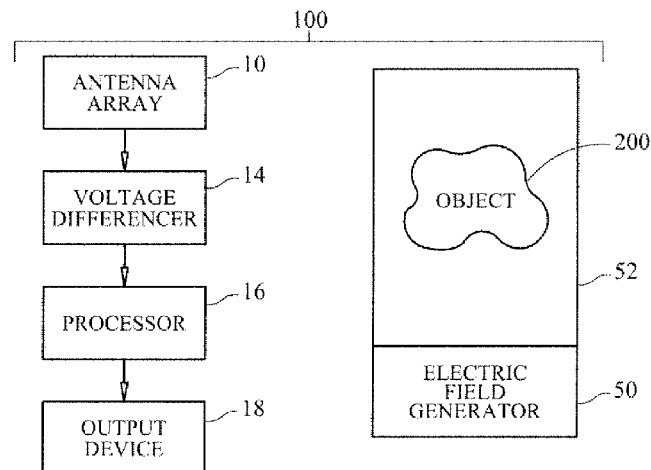 100
ANTENNA
ARRAY
10
VOLTAGE
DIFFERENCER
14
PROCESSOR
16
OUTPUT
DEVICE
18
OBJECT
200
52
ELECTRIC
FIELD
GENERATOR
50